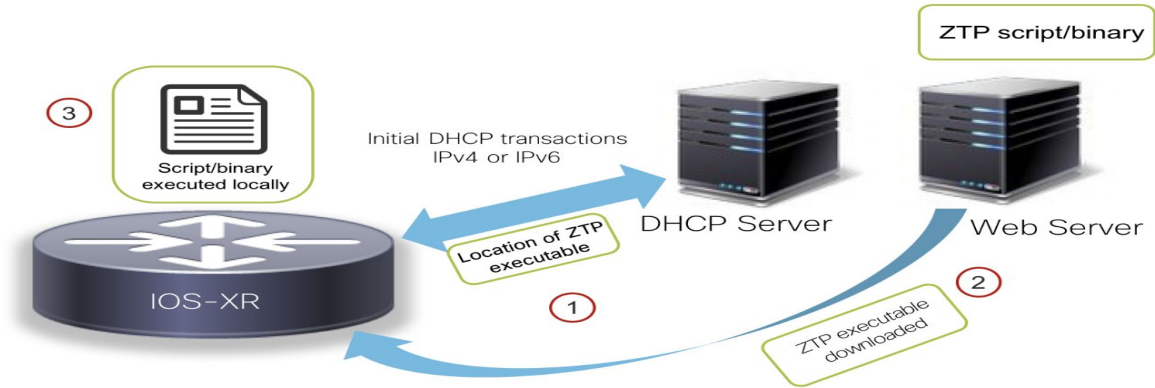 ZTP script/binary
3
Script/binary
executed locally
Initial DHCP transactions
IPv4 or IPv6
DHCP Server
Web Server
Location of ZTP
executable
IOS-XR
1
2
ZTP executable
downloaded